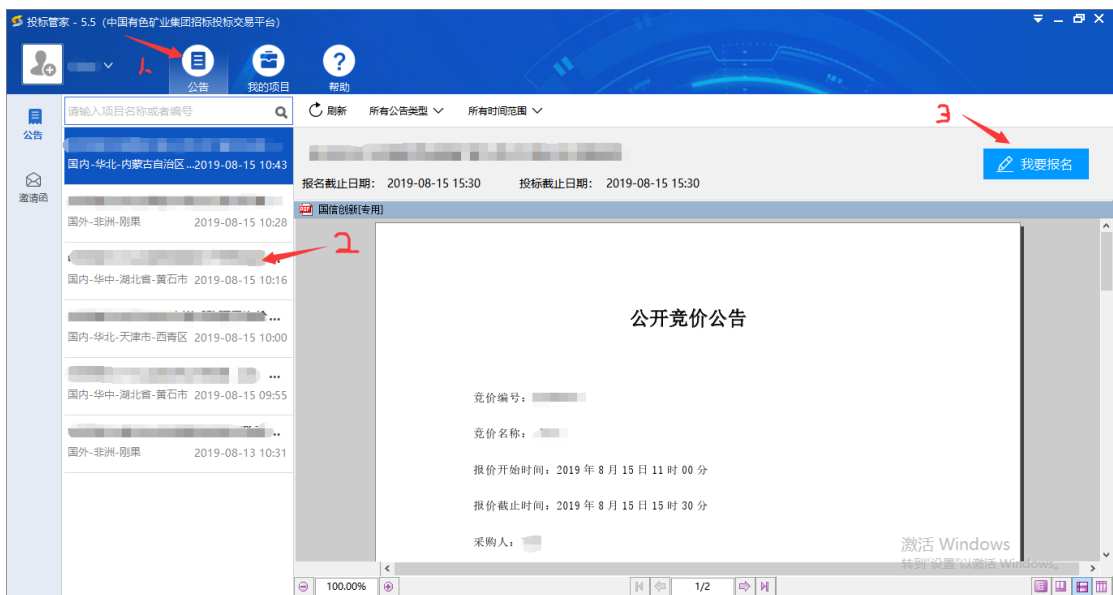 投标管家 - 5.5（中国有色矿业集团招标投标交易平台）
1
公告
我的项目
帮助
公告
邀请函
请输入项目名称或者编号
刷新 所有公告类型 所有时间范围
3
我要报名
国内-华北-内蒙古自治区...2019-08-15 10:43
报名截止日期： 2019-08-15 15:30 投标截止日期： 2019-08-15 15:30
国信创新[专用]
国外-非洲-刚果 2019-08-15 10:28
2
...
国内-华中-湖北省-黄石市 2019-08-15 10:16
...
国内-华北-天津市-西青区 2019-08-15 10:00
...
国内-华中-湖北省-黄石市 2019-08-15 09:55
..
国外-非洲-刚果 2019-08-13 10:31
公开竞价公告
竞价编号：
竞价名称：
报价开始时间：2019 年 8 月 15 日 11 时 00 分
报价截止时间：2019 年 8 月 15 日 15 时 30 分
采购人：
激活 Windows
转到"设置"以激活 Windows。
100.00%
1/2